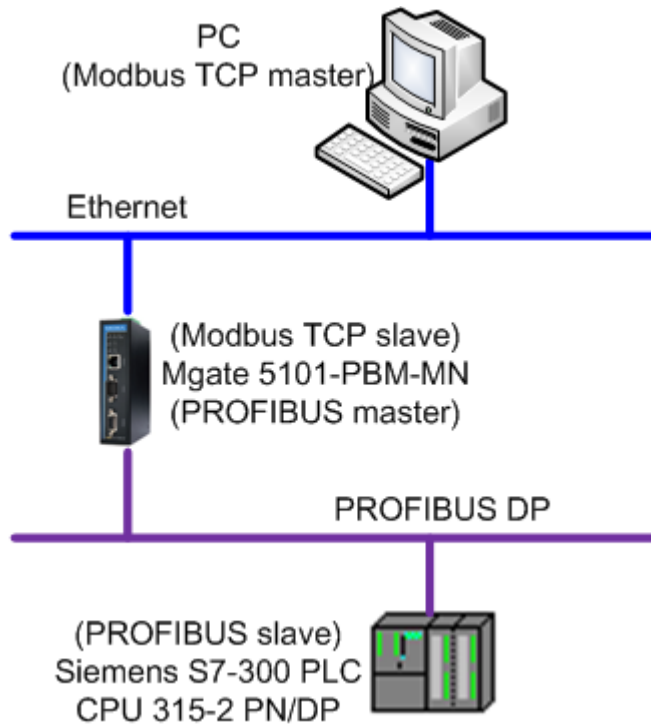 PC
(Modbus TCP master)
Ethernet
(Modbus TCP slave)
Mgate 5101-PBM-MN
(PROFIBUS master)
PROFIBUS DP
(PROFIBUS slave)
Siemens S7-300 PLC
CPU 315-2 PN/DP